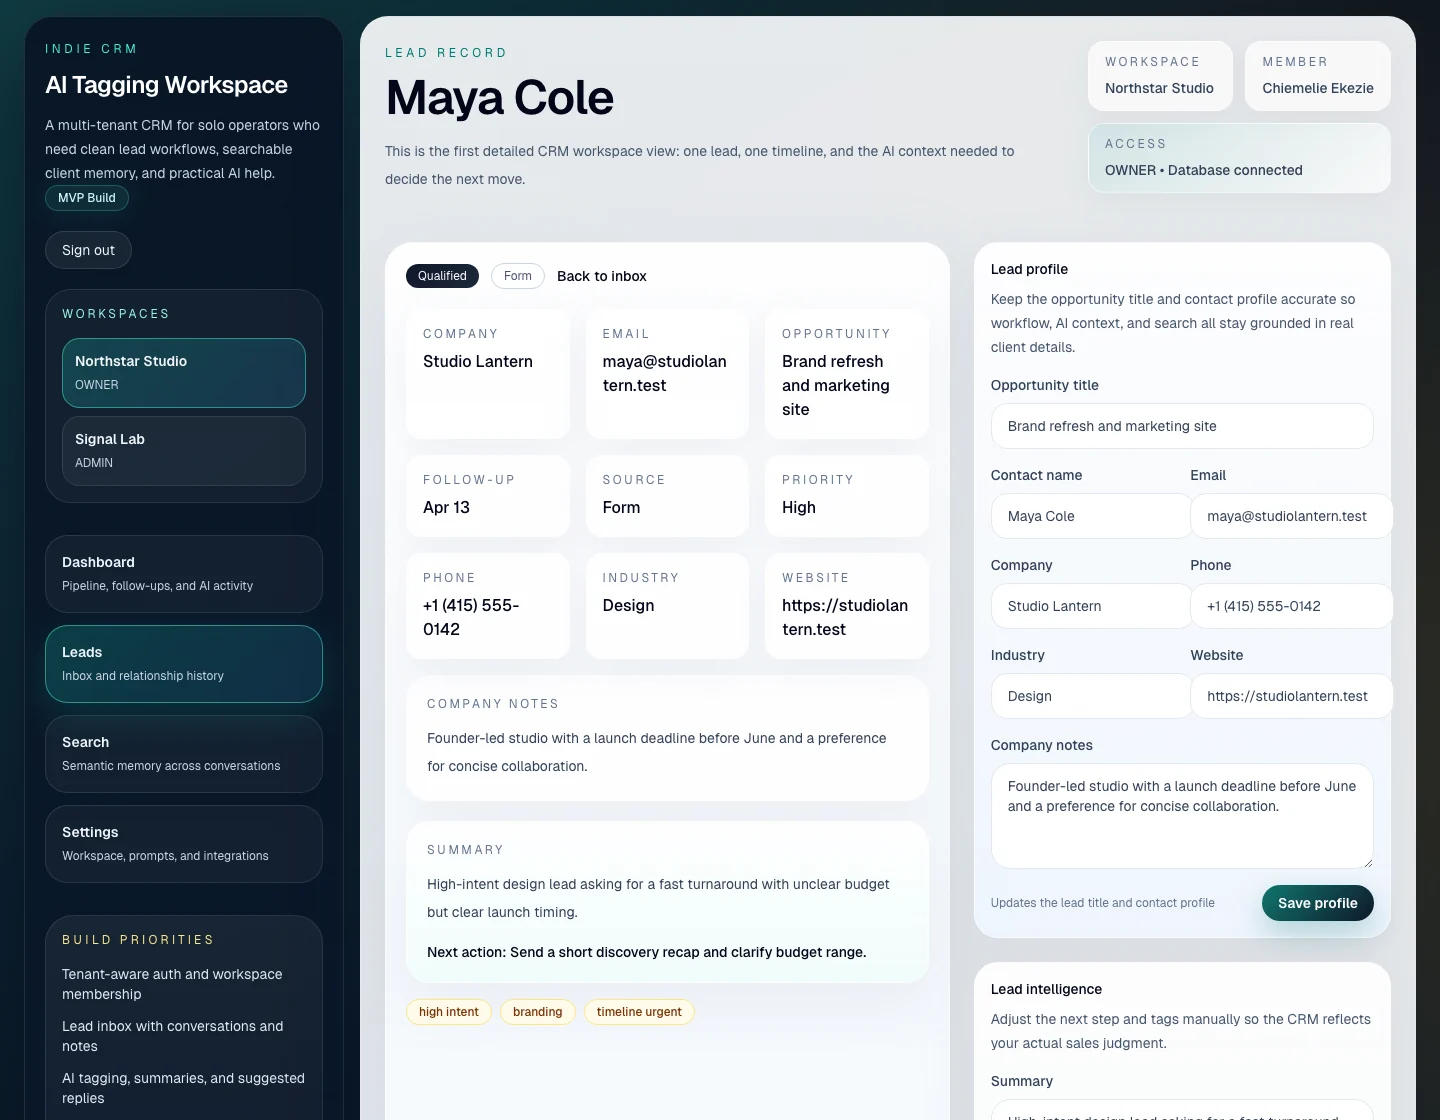 INDIE CRM
AI Tagging Workspace
A multi-tenant CRM for solo operators who
need clean lead workflows, searchable
client memory, and practical AI help.
MVP Build
Sign out
WORKSPACES
Northstar Studio
OWNER
Signal Lab
ADMIN
Dashboard
Pipeline, follow-ups, and AI activity
Leads
Inbox and relationship history
Search
Semantic memory across conversations
Settings
Workspace, prompts, and integrations
BUILD PRIORITIES
Tenant-aware auth and workspace
membership
Lead inbox with conversations and
notes
AI tagging, summaries, and suggested
replies
LEAD RECORD
Maya Cole
This is the first detailed CRM workspace view: one lead, one timeline, and the AI context needed to
decide the next move.
WORKSPACE
Northstar Studio
MEMBER
Chiemelie Ekezie
ACCESS
OWNER • Database connected
Qualified
Form
Back to inbox
COMPANY
Studio Lantern
EMAIL
maya@studiolan
tern.test
OPPORTUNITY
Brand refresh
and marketing
site
FOLLOW-UP
Apr 13
SOURCE
Form
PRIORITY
High
PHONE
+1 (415) 555-
0142
INDUSTRY
Design
WEBSITE
https://studiolan
tern.test
COMPANY NOTES
Founder-led studio with a launch deadline before June and a preference
for concise collaboration.
SUMMARY
High-intent design lead asking for a fast turnaround with unclear budget
but clear launch timing.
Next action: Send a short discovery recap and clarify budget range.
high intent
branding
timeline urgent
Lead profile
Keep the opportunity title and contact profile accurate so
workflow, AI context, and search all stay grounded in real
client details.
Opportunity title
Brand refresh and marketing site
Contact name
Maya Cole
Email
maya@studiolantern.test
Company
Studio Lantern
Phone
+1 (415) 555-0142
Industry
Design
Website
https://studiolantern.test
Company notes
Founder-led studio with a launch deadline before June
and a preference for concise collaboration.
Updates the lead title and contact profile
Save profile
Lead intelligence
Adjust the next step and tags manually so the CRM reflects
your actual sales judgment.
Summary
High-intent design lead asking for a fast turnaround